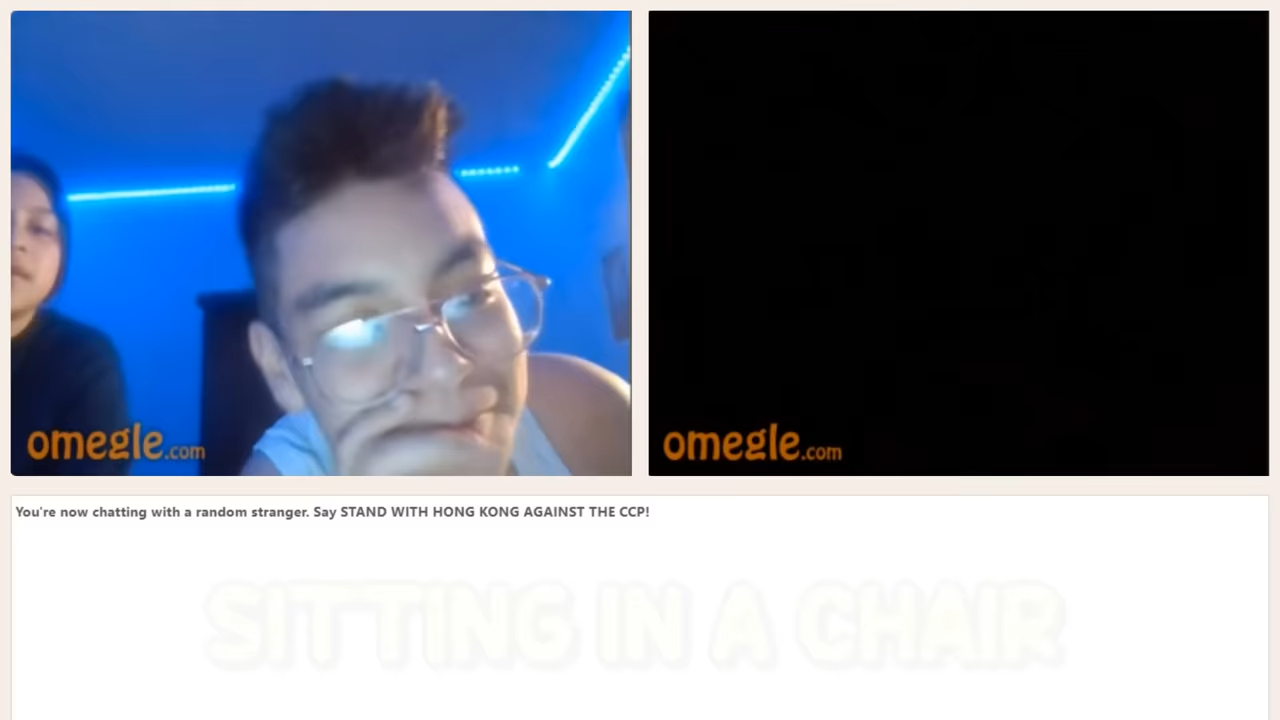 omegle.com
omegle.com
You're now chatting with a random stranger. Say STAND WITH HONG KONG AGAINST THE CCP!
SITTING IN A CHAIR